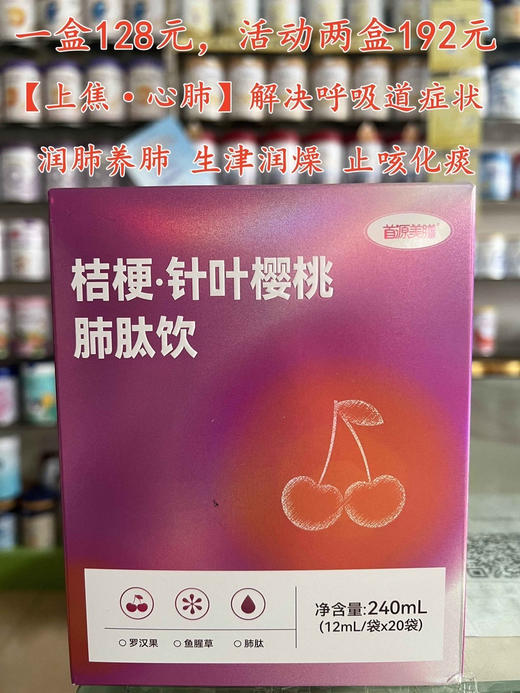 一盒128元，活动两盒192元
【上焦·心肺】解决呼吸道症状
润肺养肺 生津润燥 止咳化痰
首源美膳
桔梗·针叶樱桃
肺肽饮
罗汉果 鱼腥草 肺肽
净含量:240mL
(12mL/袋x20袋)